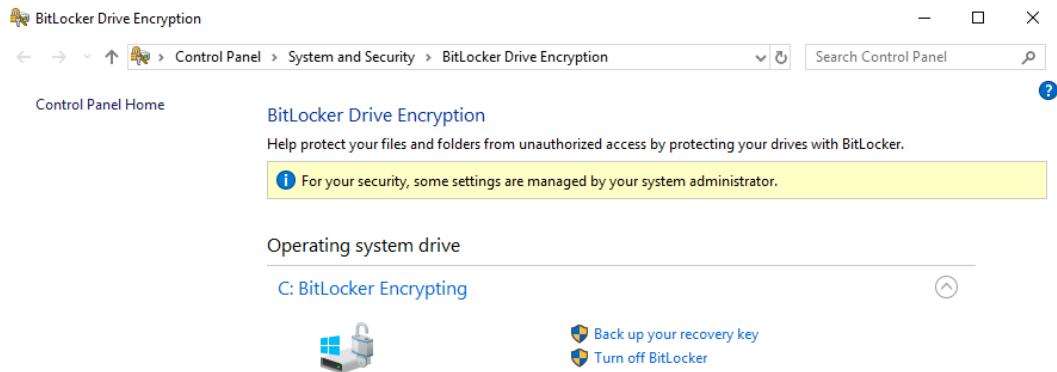 BitLocker Drive Encryption
Control Panel > System and Security > BitLocker Drive Encryption
Search Control Panel
Control Panel Home
?
BitLocker Drive Encryption
Help protect your files and folders from unauthorized access by protecting your drives with BitLocker.
For your security, some settings are managed by your system administrator.
Operating system drive
C: BitLocker Encrypting
Back up your recovery key
Turn off BitLocker